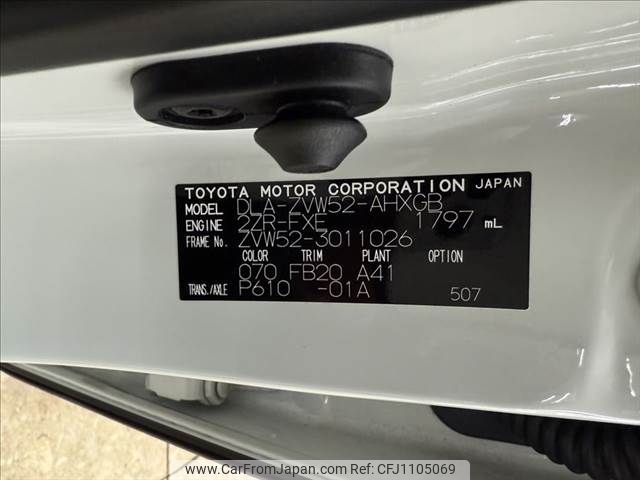 TOYOTA MOTOR CORPORATION JAPAN
MODEL DLA-ZVW52-AHXGB
ENGINE 2ZR-FXE 1797 mL
FRAME No. ZVW52-3011026
COLOR TRIM PLANT OPTION
070 FB20 A41
TRANS./AXLE P610 -01A 507
www.CarFromJapan.com | ref:CFJ1105069